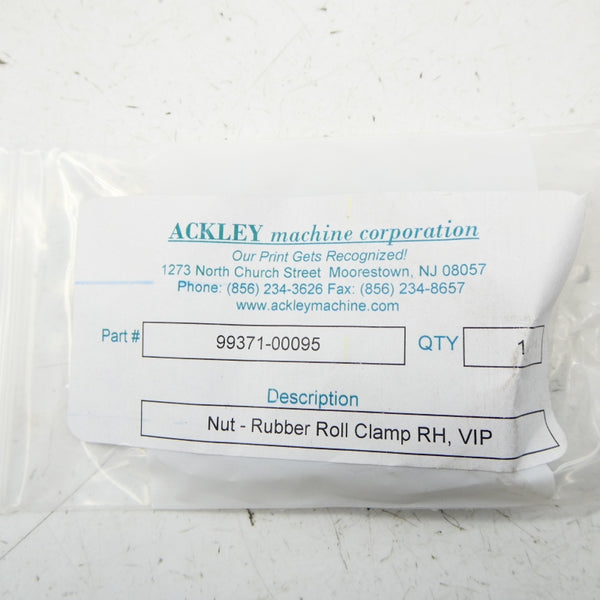 ACKLEY machine corporation
Our Print Gets Recognized!
1273 North Church Street Moorestown, NJ 08057
Phone: (856) 234-3626 Fax: (856) 234-8657
www.ackleymachine.com
Part # 99371-00095 QTY 1
Description
Nut - Rubber Roll Clamp RH, VIP